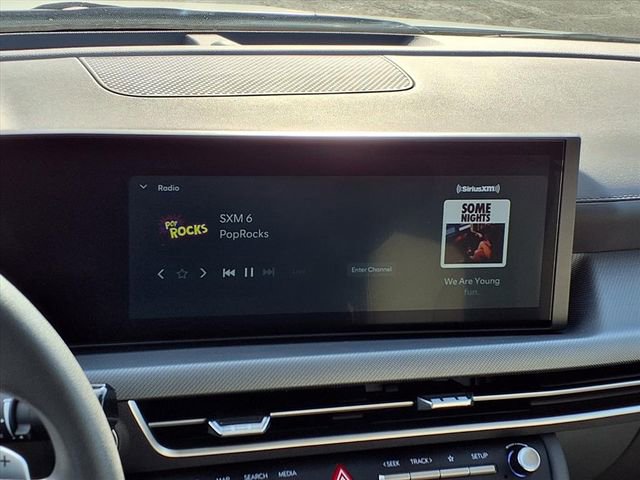 Radio
((SiriusXM))
POP ROCKS
SXM 6
PopRocks
SOME NIGHTS
Live
Enter Channel
We Are Young
fun.
MAP SEARCH MEDIA
<SEEK TRACK> ☆ SETUP